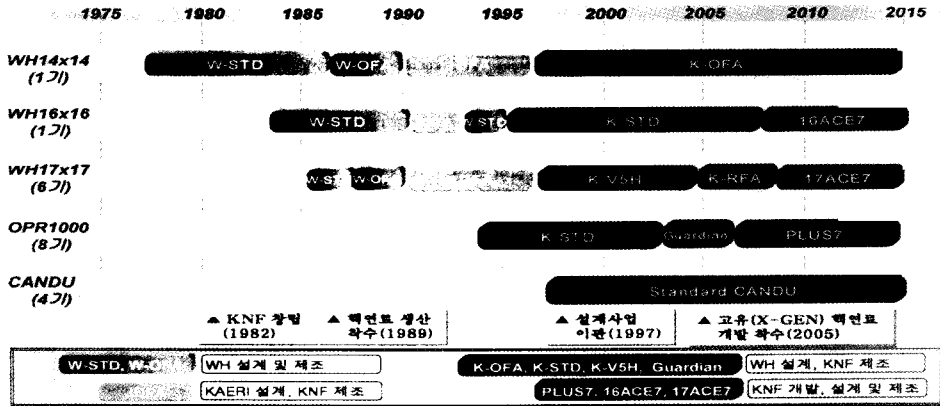 1975 1980 1985 1990 1995 2000 2005 2010 2015
WH14x14 W-STD W-OF K-OFA
(1기)
WH16x16 W-STD W-STD K-STD 16ACE7
(1기)
WH17x17 W-ST W-OF K-V5H K-RFA 17ACE7
(6기)
OPR1000 K-STD Guardian PLUS7
(8기)
CANDU Standard CANDU
(4기)
▲ KNF 창립 ▲ 핵연료 생산 ▲ 설계사업 ▲ 고유(X-GEN) 핵연료
(1982) 착수(1989) 이관(1997) 개발 착수(2005)
W-STD, W-O WH 설계 및 제조 K-OFA, K-STD, K-V5H, Guardian WH 설계, KNF 제조
KAERI 설계, KNF 제조 PLUS7, 16ACE7, 17ACE7 KNF 개발, 설계 및 제조